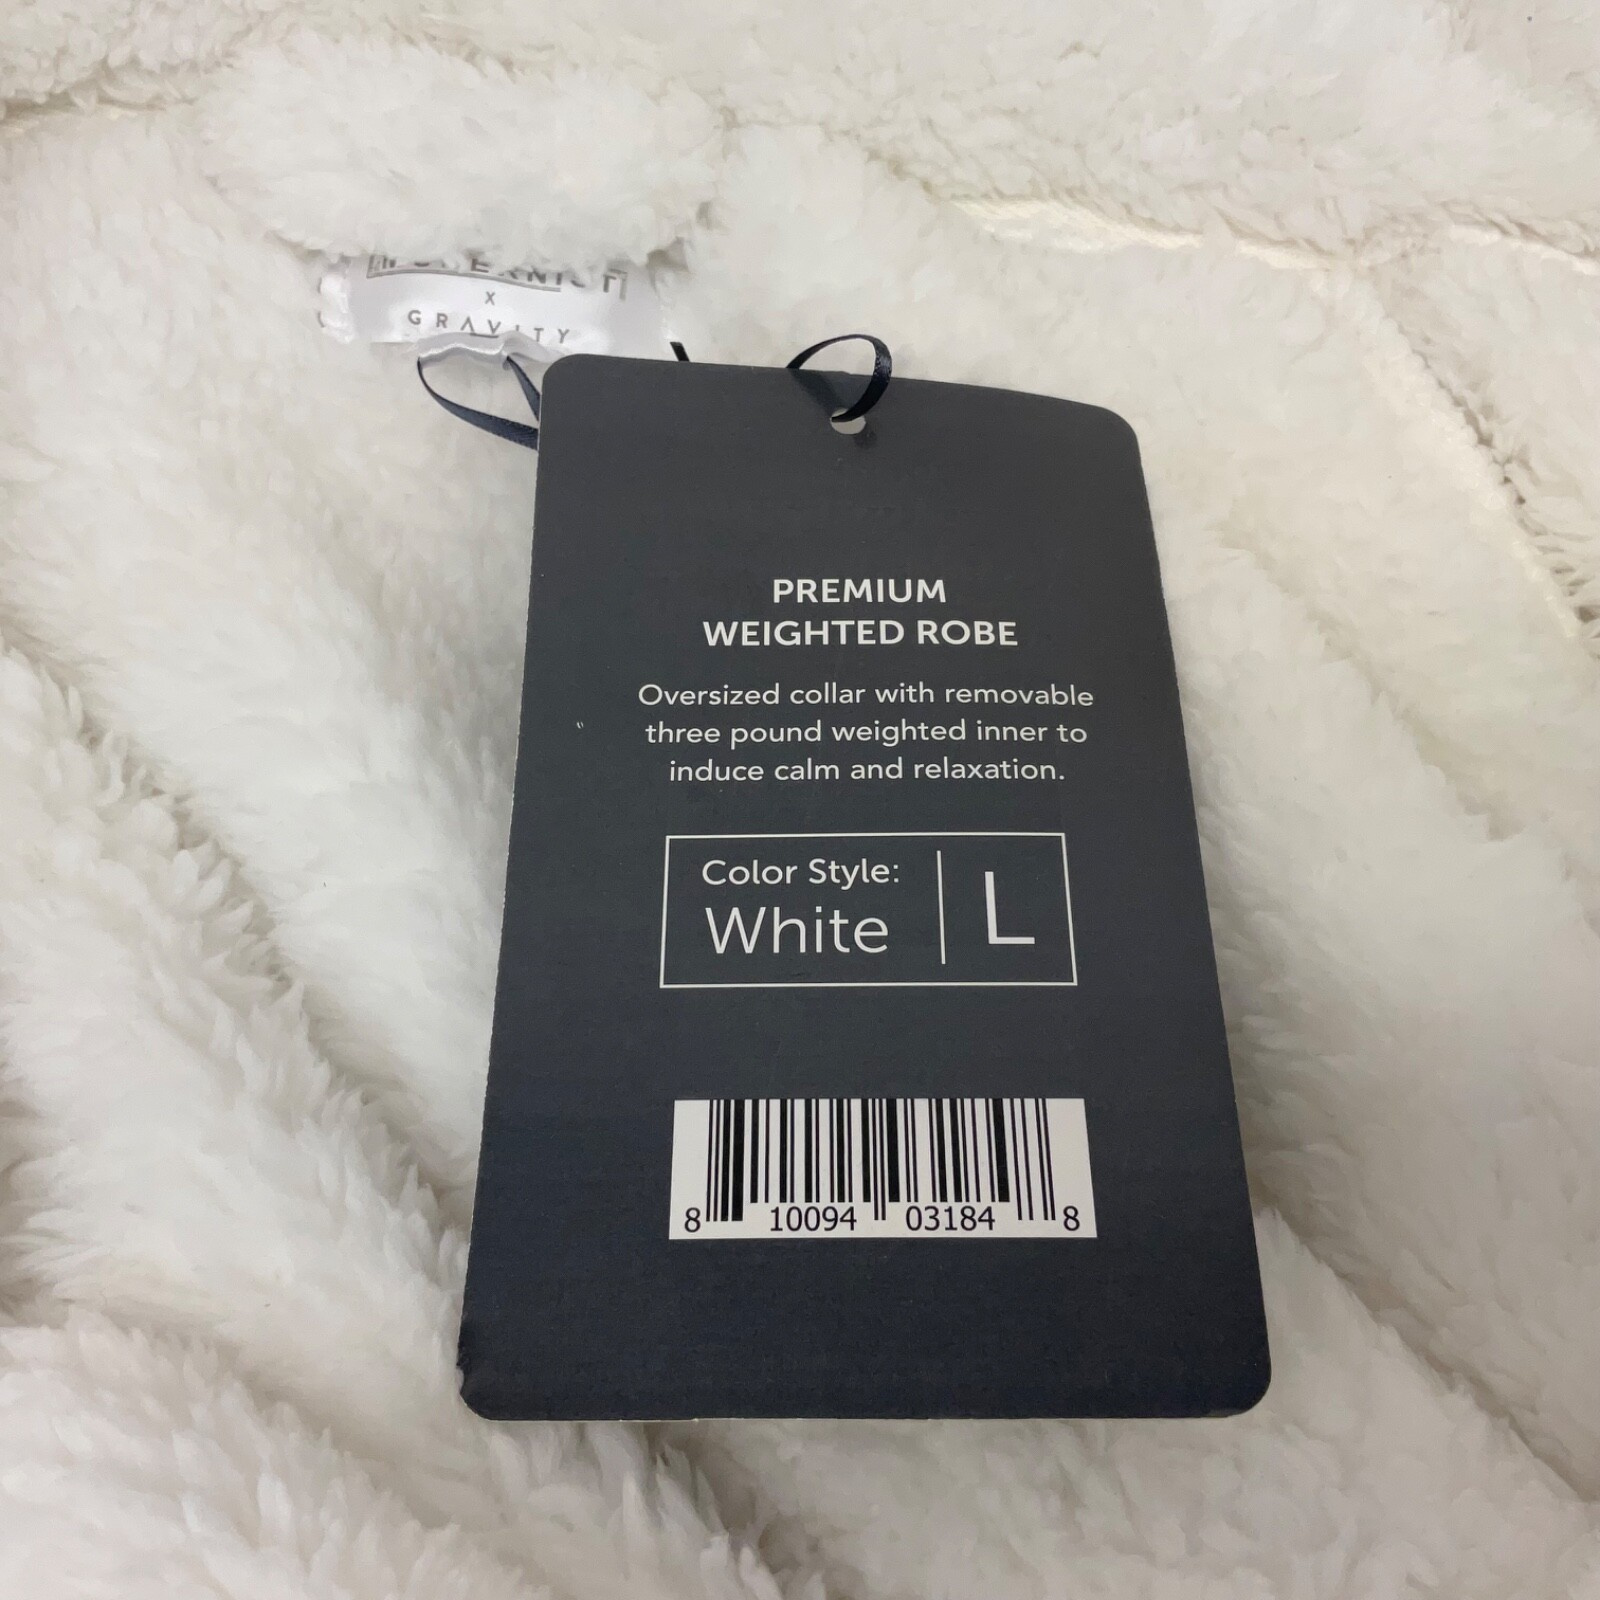 X
GRAVITY
PREMIUM
WEIGHTED ROBE
Oversized collar with removable
three pound weighted inner to
induce calm and relaxation.
Color Style:
White
L
8 10094 03184 8